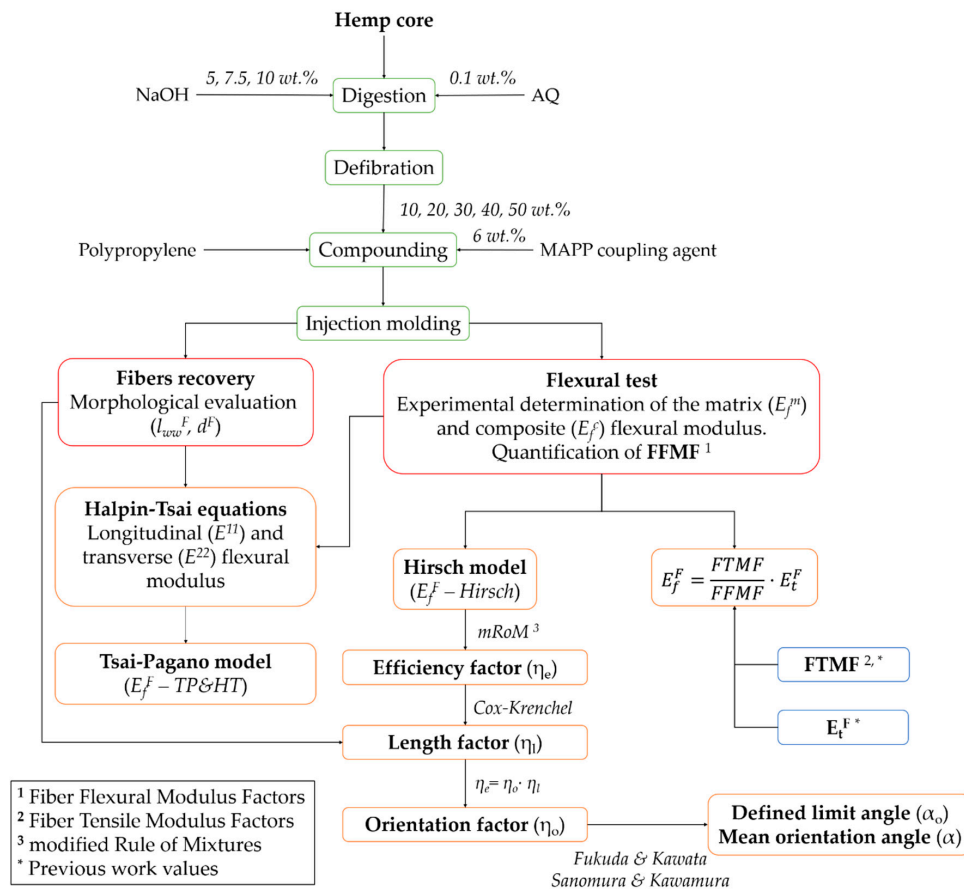 Hemp core
5, 7.5, 10 wt.%
0.1 wt.%
NaOH
Digestion
AQ
Defibration
10, 20, 30, 40, 50 wt.%
6 wt.%
Polypropylene
Compounding
MAPP coupling agent
Injection molding
Fibers recovery
Morphological evaluation
(l_ww^F, d^F)
Flexural test
Experimental determination of the matrix (E_f^m)
and composite (E_f^c) flexural modulus.
Quantification of FFMF ¹
Halpin-Tsai equations
Longitudinal (E^11) and
transverse (E^22) flexural
modulus
Hirsch model
(E_f^F – Hirsch)
E_f^F = FTMF / FFMF · E_t^F
mRoM ³
Tsai-Pagano model
(E_f^F – TP&HT)
Efficiency factor (η_e)
FTMF ²,*
Cox-Krenchel
E_t^F *
Length factor (η_l)
η_e = η_o · η_l
Orientation factor (η_o)
Defined limit angle (α_o)
Mean orientation angle (α)
Fukuda & Kawata
Sanomura & Kawamura
¹ Fiber Flexural Modulus Factors
² Fiber Tensile Modulus Factors
³ modified Rule of Mixtures
* Previous work values